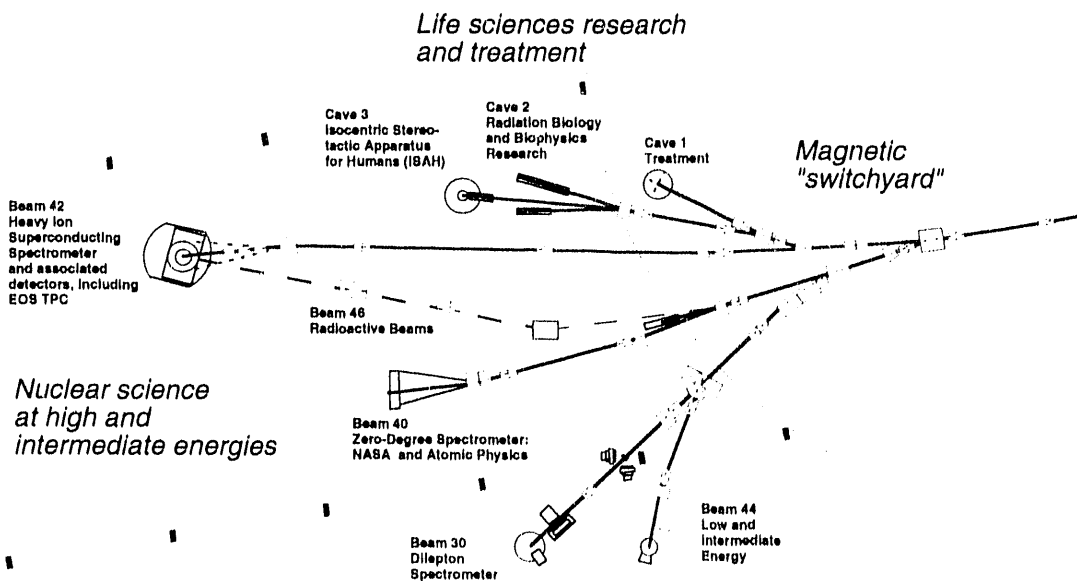 Life sciences research
and treatment
Cave 3
Isocentric Stereo-
tactic Apparatus
for Humans (ISAH)
Cave 2
Radiation Biology
and Biophysics
Research
Cave 1
Treatment
Magnetic
"switchyard"
Beam 42
Heavy Ion
Superconducting
Spectrometer
and associated
detectors, including
EOS TPC
Beam 46
Radioactive Beams
Nuclear science
at high and
intermediate energies
Beam 40
Zero-Degree Spectrometer:
NASA and Atomic Physics
Beam 30
Dilepton
Spectrometer
Beam 44
Low and
Intermediate
Energy